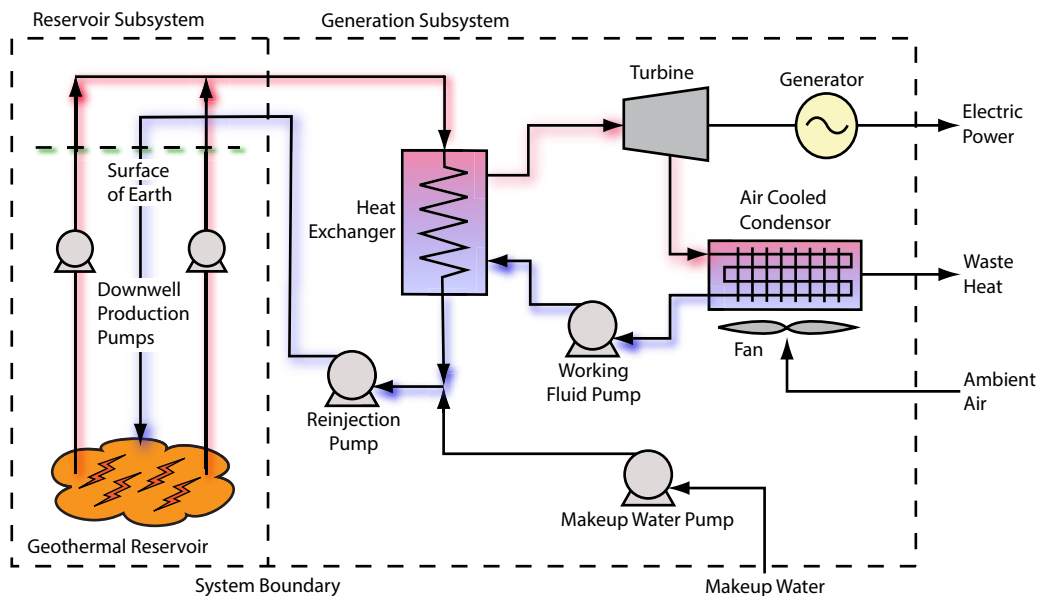 Reservoir Subsystem
Generation Subsystem
Turbine
Generator
Electric
Power
Surface
of Earth
Heat
Exchanger
Air Cooled
Condensor
Waste
Heat
Downwell
Production
Pumps
Fan
Working
Fluid Pump
Ambient
Air
Reinjection
Pump
Makeup Water Pump
Geothermal Reservoir
System Boundary
Makeup Water